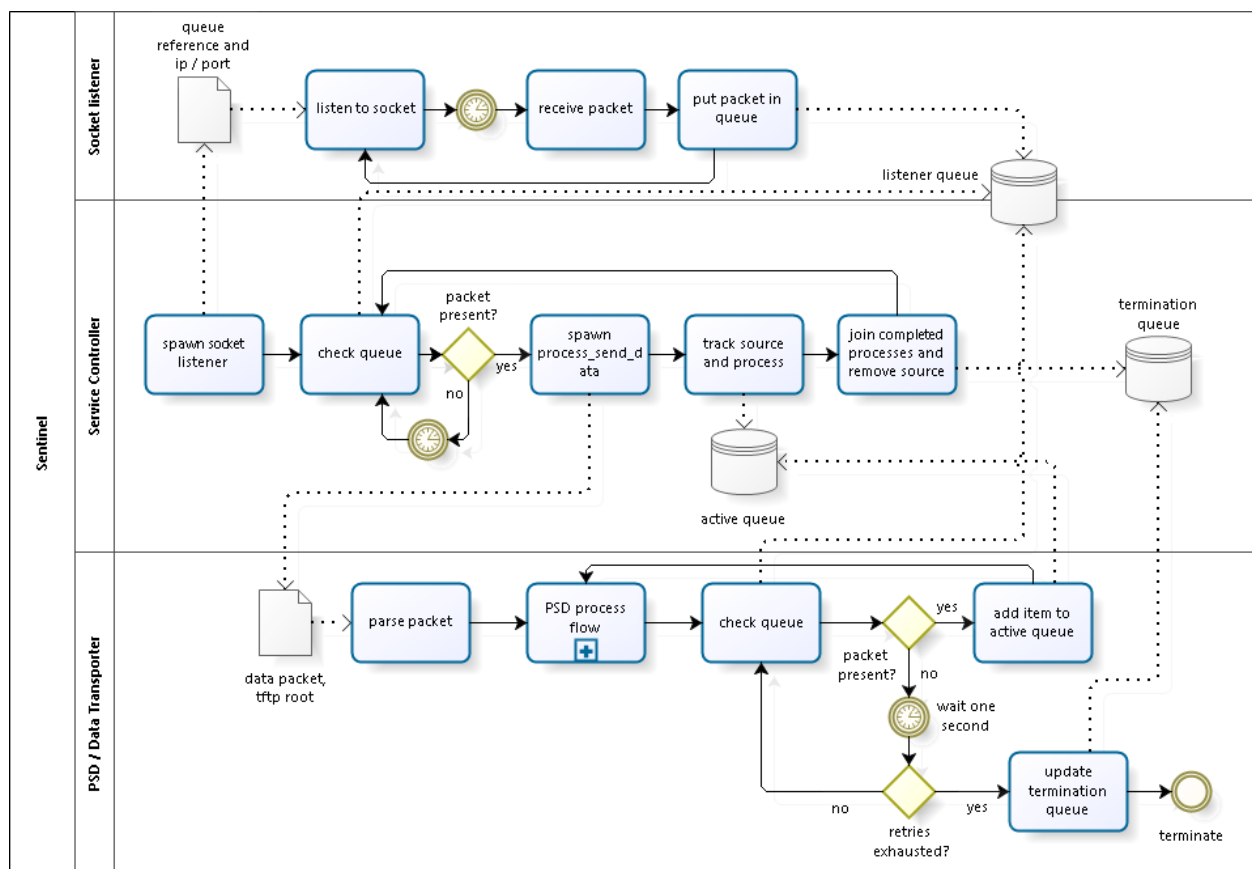 Sentinel
Socket listener
queue
reference and
ip / port
listen to socket
receive packet
put packet in
queue
listener queue
Service Controller
spawn socket
listener
check queue
packet
present?
yes
no
spawn
process_send_d
ata
track source
and process
join completed
processes and
remove source
termination
queue
active queue
PSD / Data Transporter
data packet,
tftp root
parse packet
PSD process
flow
check queue
packet
present?
yes
no
add item to
active queue
wait one
second
no
yes
retries
exhausted?
update
termination
queue
terminate